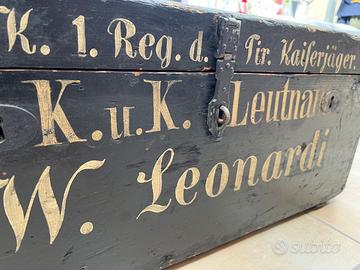 K. 1. Reg. d. Tir. Kaiserjäger.
K. u. K. Leutnan
W. Leonardi
subito